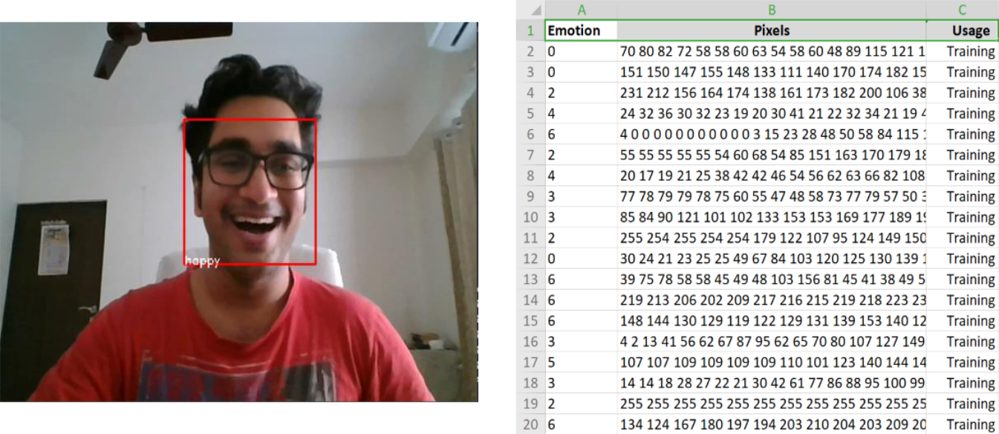 happy
A B C
1 Emotion Pixels Usage
2 0 70 80 82 72 58 58 60 63 54 58 60 48 89 115 121 1 Training
3 0 151 150 147 155 148 133 111 140 170 174 182 15 Training
4 2 231 212 156 164 174 138 161 173 182 200 106 38 Training
5 4 24 32 36 30 32 23 19 20 30 41 21 22 32 34 21 19 Training
6 6 4 0 0 0 0 0 0 0 0 0 0 0 3 15 23 28 48 50 58 84 115 Training
7 2 55 55 55 55 55 54 60 68 54 85 151 163 170 179 18 Training
8 4 20 17 19 21 25 38 42 42 46 54 56 62 63 66 82 108 Training
9 3 77 78 79 79 78 75 60 55 47 48 58 73 77 79 57 50 Training
10 3 85 84 90 121 101 102 133 153 153 169 177 189 19 Training
11 2 255 254 255 254 254 179 122 107 95 124 149 150 Training
12 0 30 24 21 23 25 25 49 67 84 103 120 125 130 139 1 Training
13 6 39 75 78 58 58 45 49 48 103 156 81 45 41 38 49 5 Training
14 6 219 213 206 202 209 217 216 215 219 218 223 23 Training
15 6 148 144 130 129 119 122 129 131 139 153 140 12 Training
16 3 4 2 13 41 56 62 67 87 95 62 65 70 80 107 127 149 Training
17 5 107 107 109 109 109 109 110 101 123 140 144 14 Training
18 3 14 14 18 28 27 22 21 30 42 61 77 86 88 95 100 99 Training
19 2 255 255 255 255 255 255 255 255 255 255 255 25 Training
20 6 134 124 167 180 197 194 203 210 204 203 209 20 Training